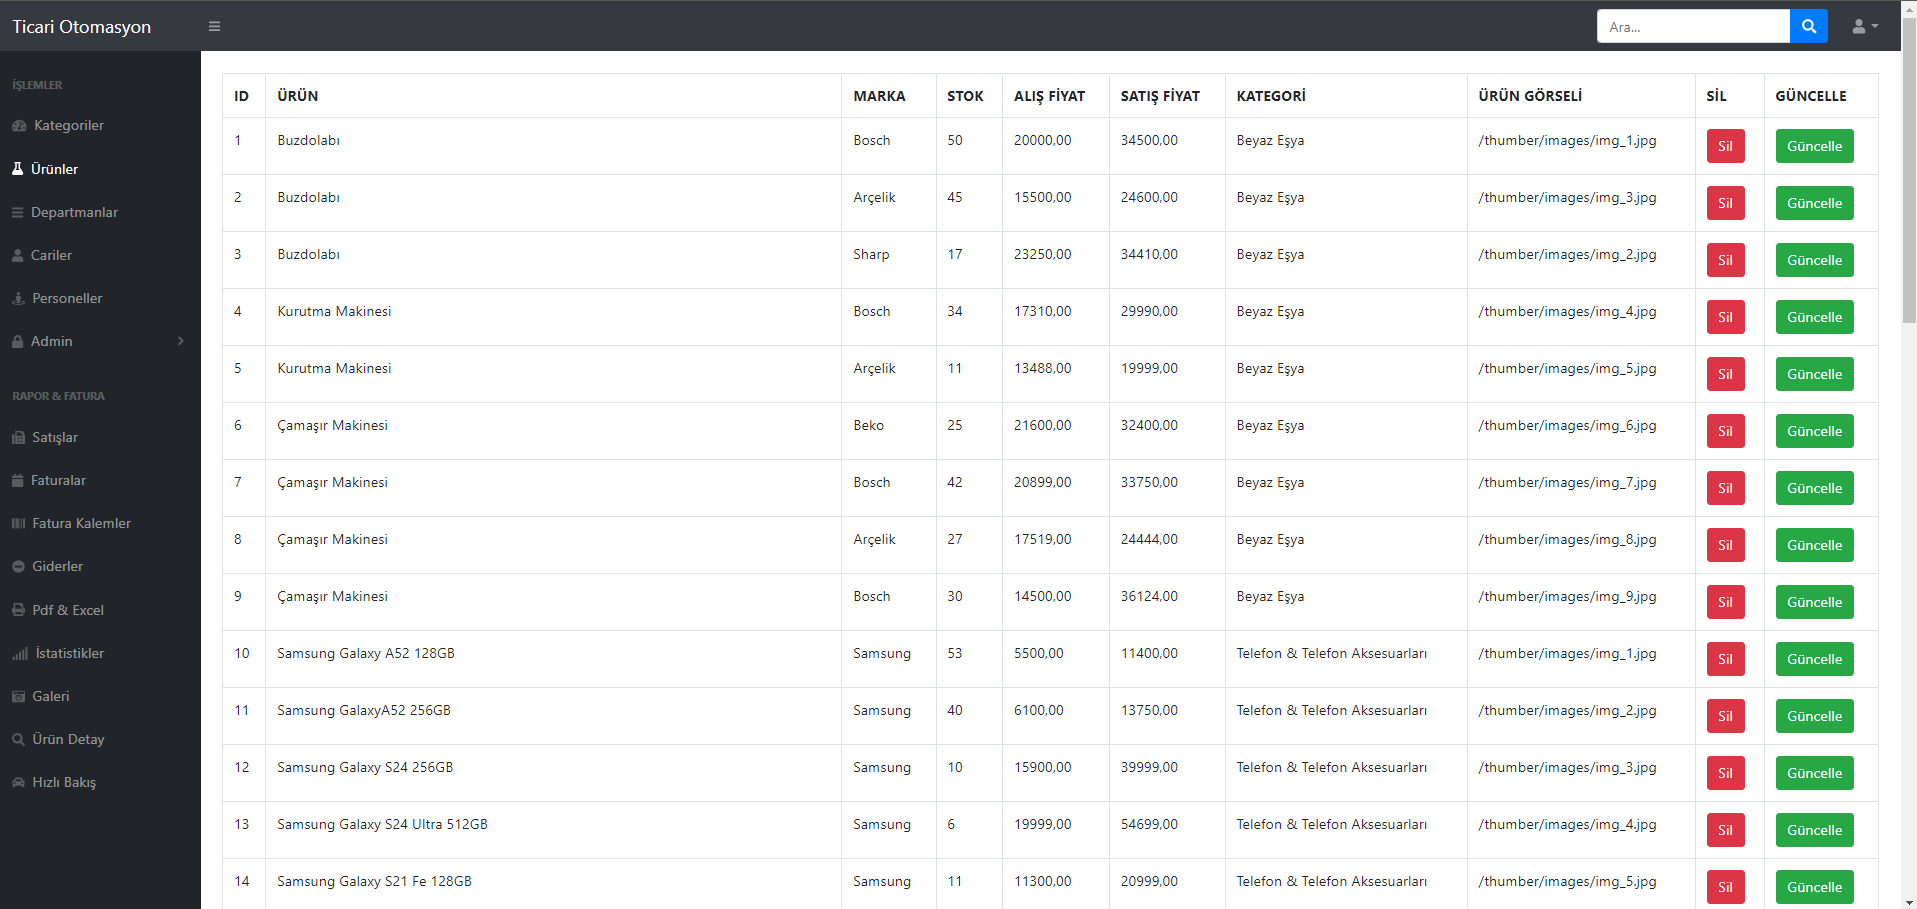 Ticari Otomasyon
Ara...
İŞLEMLER
Kategoriler
Ürünler
Departmanlar
Cariler
Personeller
Admin
RAPOR & FATURA
Satışlar
Faturalar
Fatura Kalemler
Giderler
Pdf & Excel
İstatistikler
Galeri
Ürün Detay
Hızlı Bakış
ID ÜRÜN MARKA STOK ALIŞ FİYAT SATIŞ FİYAT KATEGORİ ÜRÜN GÖRSELİ SİL GÜNCELLE
1 Buzdolabı Bosch 50 20000,00 34500,00 Beyaz Eşya /thumber/images/img_1.jpg Sil Güncelle
2 Buzdolabı Arçelik 45 15500,00 24600,00 Beyaz Eşya /thumber/images/img_3.jpg Sil Güncelle
3 Buzdolabı Sharp 17 23250,00 34410,00 Beyaz Eşya /thumber/images/img_2.jpg Sil Güncelle
4 Kurutma Makinesi Bosch 34 17310,00 29990,00 Beyaz Eşya /thumber/images/img_4.jpg Sil Güncelle
5 Kurutma Makinesi Arçelik 11 13488,00 19999,00 Beyaz Eşya /thumber/images/img_5.jpg Sil Güncelle
6 Çamaşır Makinesi Beko 25 21600,00 32400,00 Beyaz Eşya /thumber/images/img_6.jpg Sil Güncelle
7 Çamaşır Makinesi Bosch 42 20899,00 33750,00 Beyaz Eşya /thumber/images/img_7.jpg Sil Güncelle
8 Çamaşır Makinesi Arçelik 27 17519,00 24444,00 Beyaz Eşya /thumber/images/img_8.jpg Sil Güncelle
9 Çamaşır Makinesi Bosch 30 14500,00 36124,00 Beyaz Eşya /thumber/images/img_9.jpg Sil Güncelle
10 Samsung Galaxy A52 128GB Samsung 53 5500,00 11400,00 Telefon & Telefon Aksesuarları /thumber/images/img_1.jpg Sil Güncelle
11 Samsung GalaxyA52 256GB Samsung 40 6100,00 13750,00 Telefon & Telefon Aksesuarları /thumber/images/img_2.jpg Sil Güncelle
12 Samsung Galaxy S24 256GB Samsung 10 15900,00 39999,00 Telefon & Telefon Aksesuarları /thumber/images/img_3.jpg Sil Güncelle
13 Samsung Galaxy S24 Ultra 512GB Samsung 6 19999,00 54699,00 Telefon & Telefon Aksesuarları /thumber/images/img_4.jpg Sil Güncelle
14 Samsung Galaxy S21 Fe 128GB Samsung 11 11300,00 20999,00 Telefon & Telefon Aksesuarları /thumber/images/img_5.jpg Sil Güncelle